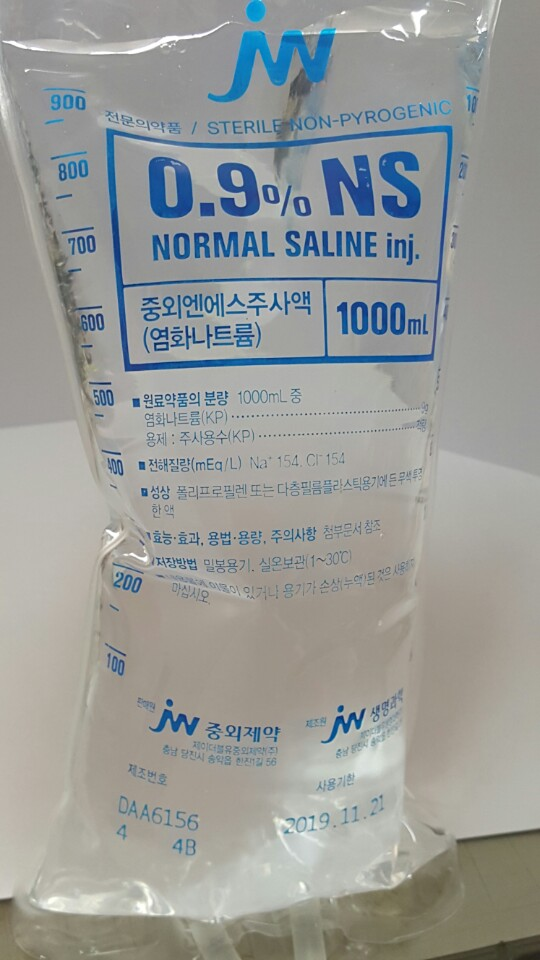 jw
전문의약품 / STERILE-NON-PYROGENIC
0.9% NS
NORMAL SALINE inj.
중외엔에스주사액
(염화나트륨)
1000mL
■ 원료약품의 분량 1000mL 중
염화나트륨(KP)
용제 : 주사용수(KP)
■ 전해질량(mEq/L) Na⁺ 154, Cl⁻ 154
■ 성상 폴리프로필렌 또는 다층필름플라스틱용기에 든 무색 투명
한 액
효능·효과, 용법·용량, 주의사항 첨부문서 참조
저장방법 밀봉용기, 실온보관(1~30℃)
있거나 용기가 손상(누액)된 것은
마십시오
900
800
700
600
500
400
200
100
판매원 jw 중외제약
제이더블유중외제약(주)
충남 당진시 송악읍 한진1길 56
제조원 jw 생명과학
충남 당진시 송악읍
제조번호
DAA6156
4 4B
사용기한
2019.11.21